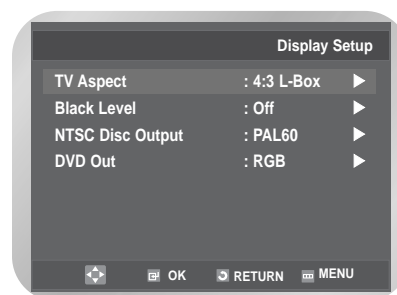 Display Setup
TV Aspect : 4:3 L-Box
Black Level : Off
NTSC Disc Output : PAL60
DVD Out : RGB
OK RETURN MENU